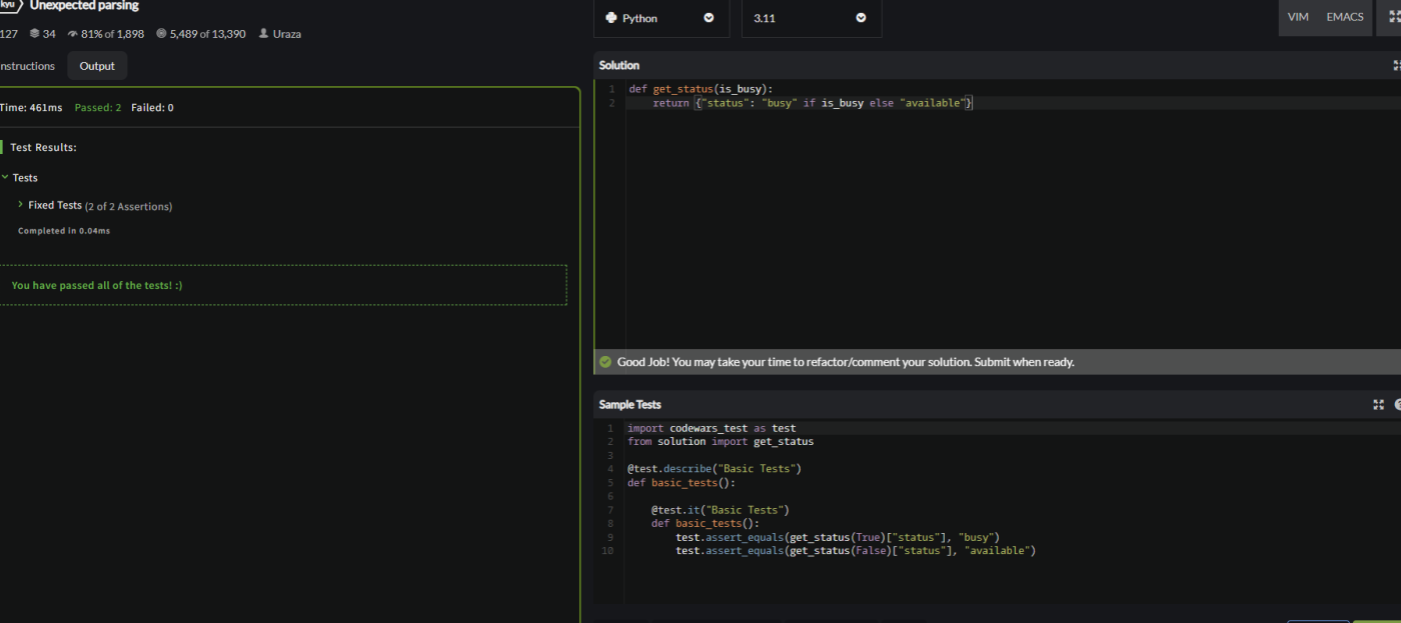 kyu Unexpected parsing
127 34 81% of 1,898 5,489 of 13,390 Uraza
nstructions Output
Time: 461ms Passed: 2 Failed: 0
Test Results:
Tests
Fixed Tests (2 of 2 Assertions)
Completed in 0.04ms
You have passed all of the tests! :)
Python 3.11 VIM EMACS
Solution
1 def get_status(is_busy):
2     return {"status": "busy" if is_busy else "available"}
Good Job! You may take your time to refactor/comment your solution. Submit when ready.
Sample Tests
1 import codewars_test as test
2 from solution import get_status
3
4 @test.describe("Basic Tests")
5 def basic_tests():
6
7     @test.it("Basic Tests")
8     def basic_tests():
9         test.assert_equals(get_status(True)["status"], "busy")
10         test.assert_equals(get_status(False)["status"], "available")